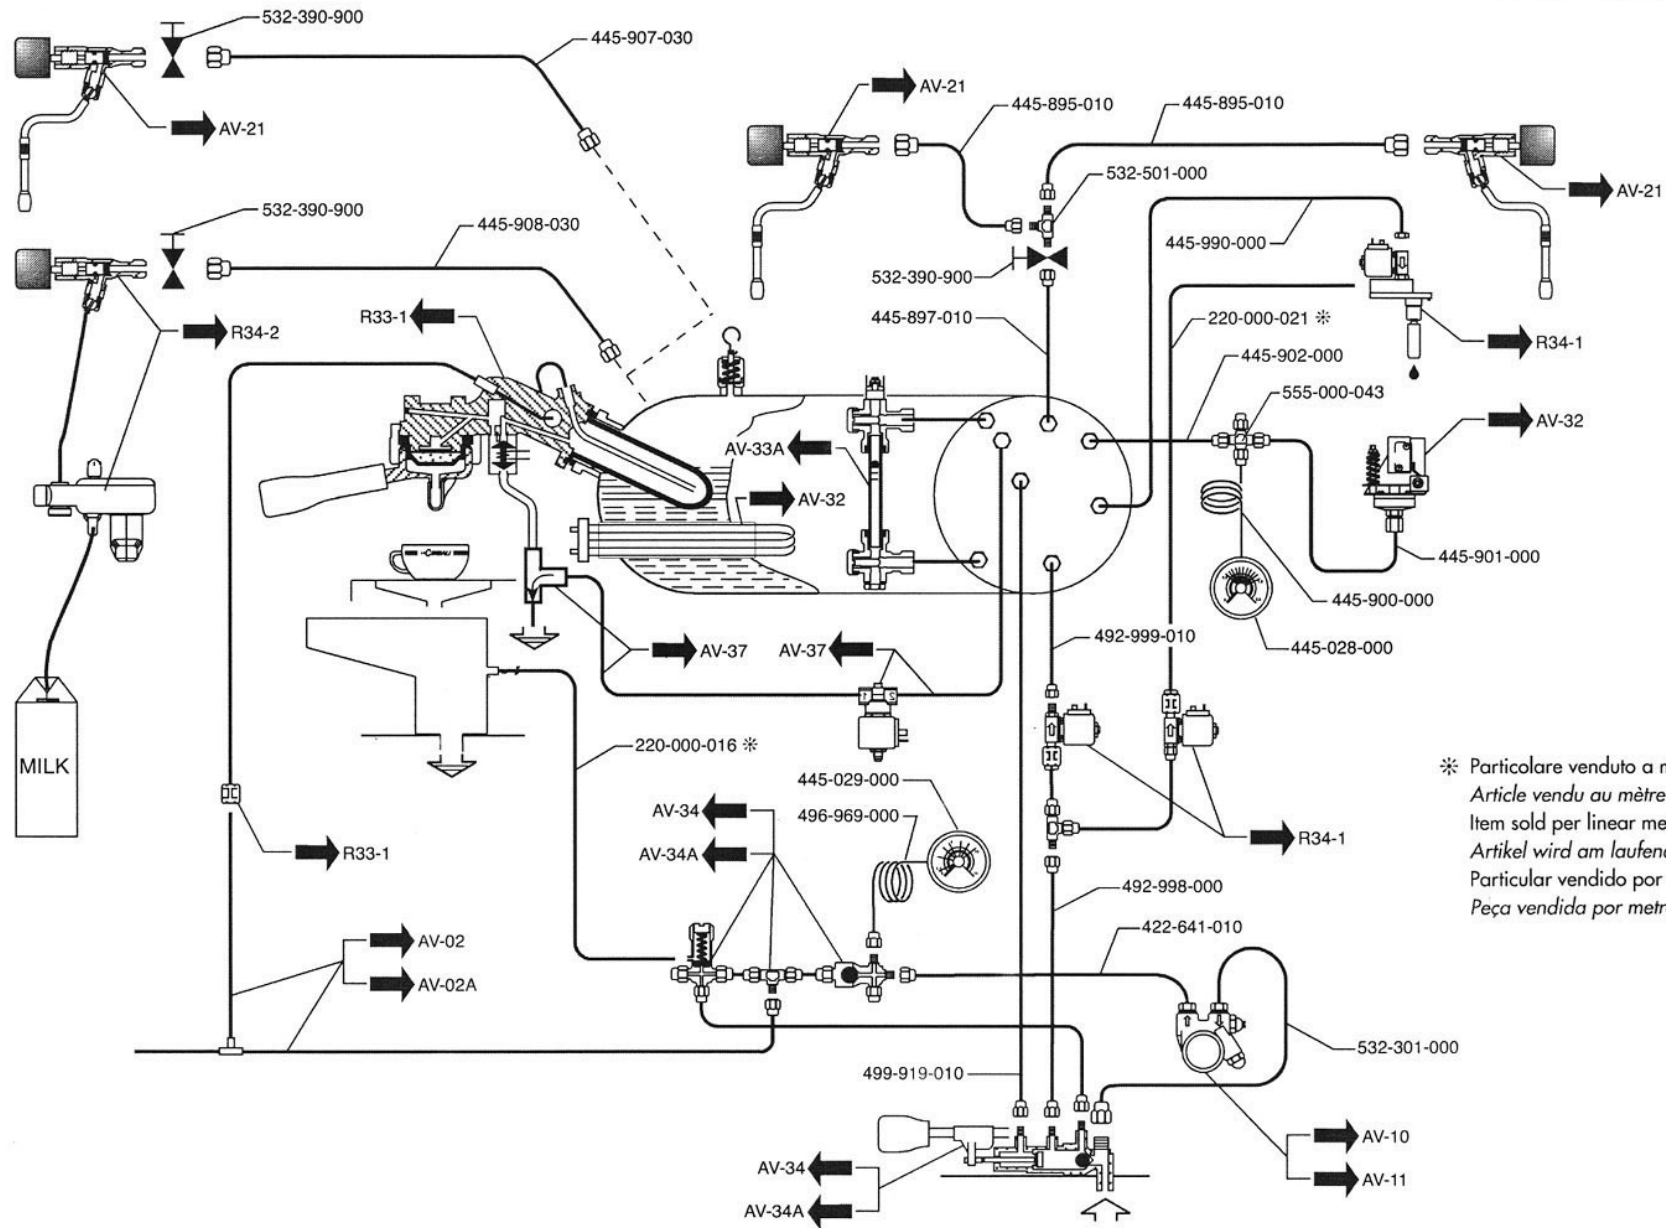 532-390-900
445-907-030
AV-21
AV-21
445-895-010
445-895-010
532-501-000
AV-21
532-390-900
445-908-030
445-990-000
532-390-900
R34-2
R33-1
445-897-010
220-000-021 ※
R34-1
445-902-000
555-000-043
AV-32
AV-33A
AV-32
CIMBALI
445-901-000
445-900-000
445-028-000
492-999-010
AV-37
AV-37
1 2
220-000-016 ※
MILK
445-029-000
496-969-000
AV-34
AV-34A
R33-1
R34-1
※ Particolare venduto a m
Article vendu au mètre
Item sold per linear me
Artikel wird am laufend
Particular vendido por
Peça vendida por metr
492-998-000
422-641-010
AV-02
AV-02A
532-301-000
499-919-010
AV-10
AV-11
AV-34
AV-34A